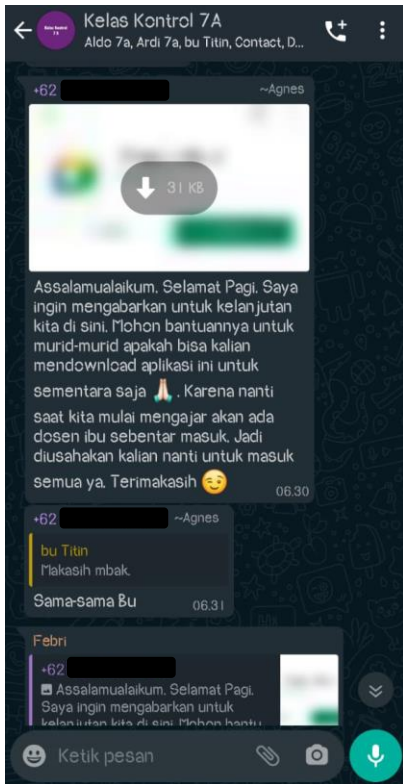 Kelas Kontrol 7A
Aldo 7a, Ardi 7a, bu Titin, Contact, D...
+62
~Agnes
31 KB
Assalamualaikum. Selamat Pagi. Saya
ingin mengabarkan untuk kelanjutan
kita di sini. Mohon bantuannya untuk
murid-murid apakah bisa kalian
mendownload aplikasi ini untuk
sementara saja 🙏🏻. Karena nanti
saat kita mulai mengajar akan ada
dosen ibu sebentar masuk. Jadi
diusahakan kalian nanti untuk masuk
semua ya. Terimakasih 😉
06.30
+62
~Agnes
bu Titin
Makasih mbak.
Sama-sama Bu
06.31
Febri
+62
Assalamualaikum. Selamat Pagi.
Saya ingin mengabarkan untuk
kelanjutan kita di sini. Mohon bantu
Ketik pesan